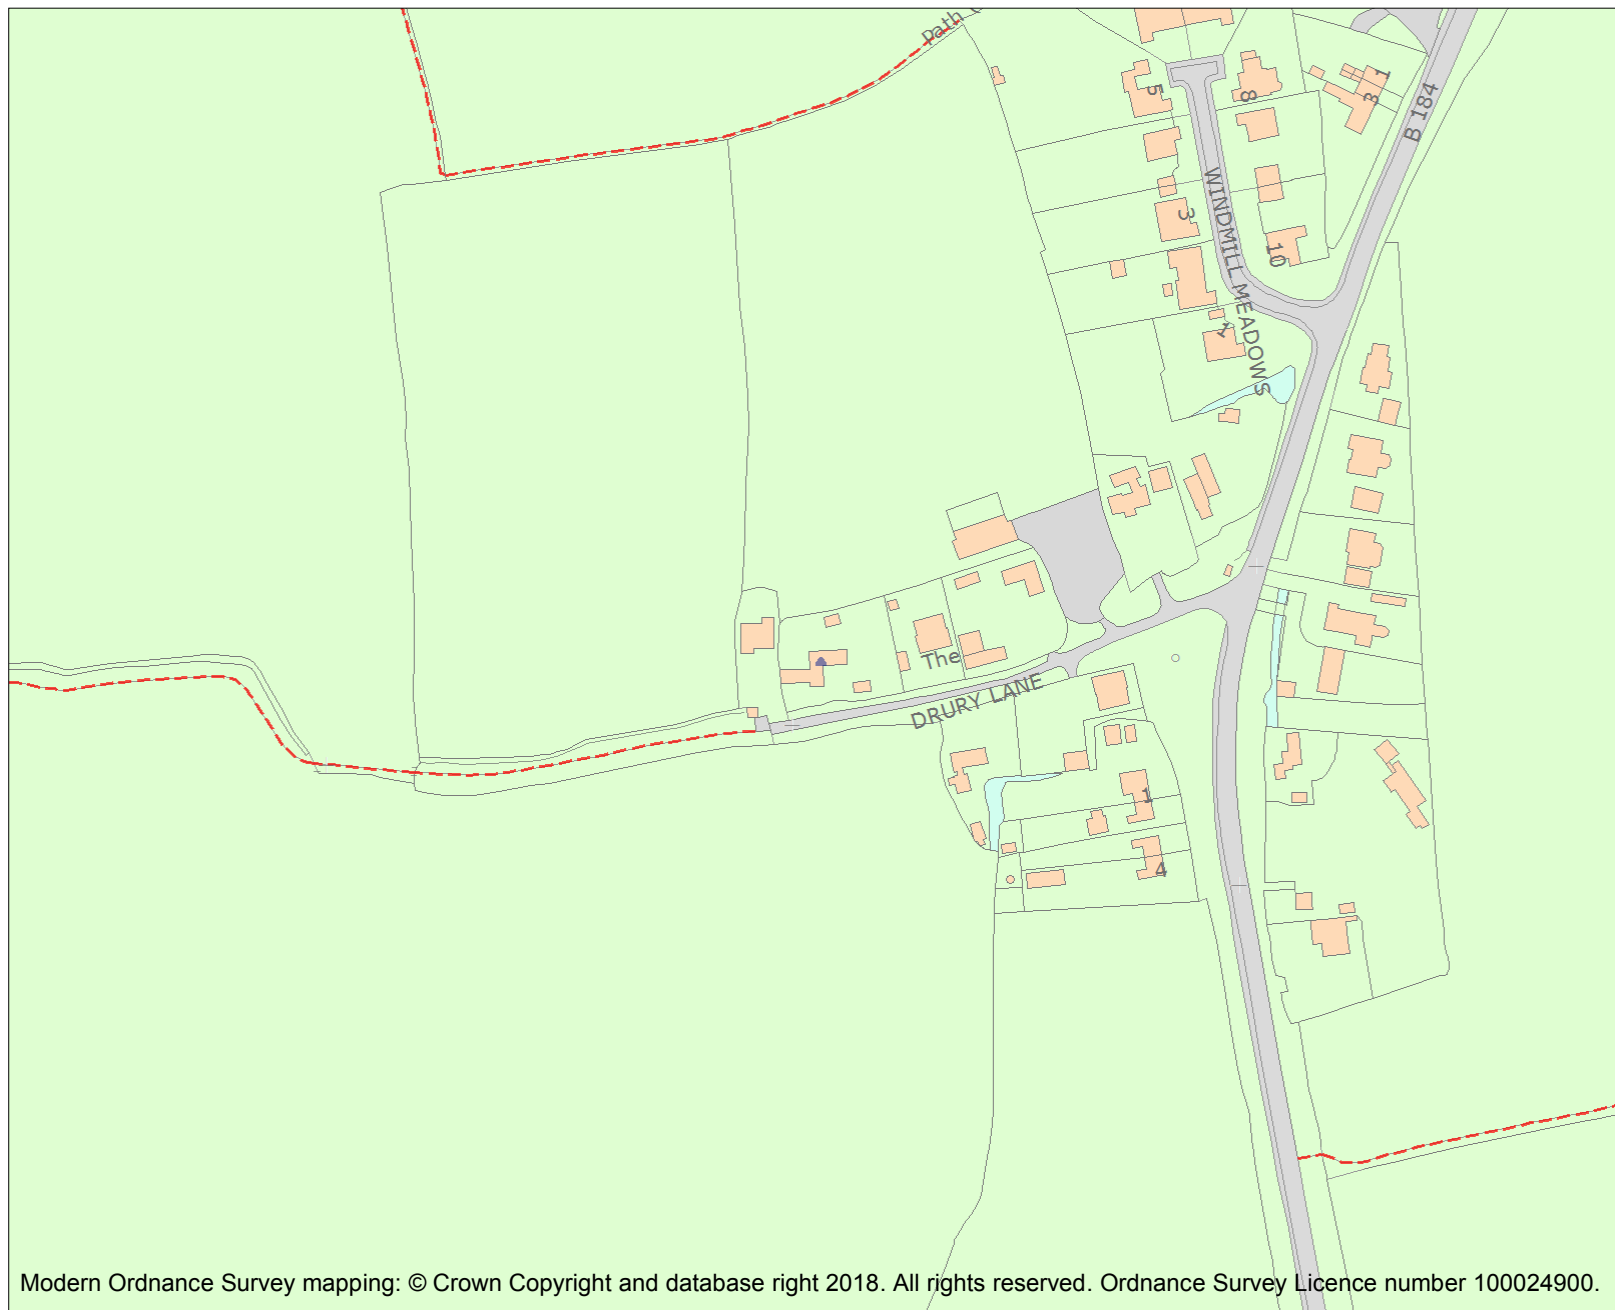 Path
5
8
1
3
B 184
3
WINDMILL MEADOWS
10
1
The
DRURY LANE
1
4
Modern Ordnance Survey mapping: © Crown Copyright and database right 2018. All rights reserved. Ordnance Survey Licence number 100024900.